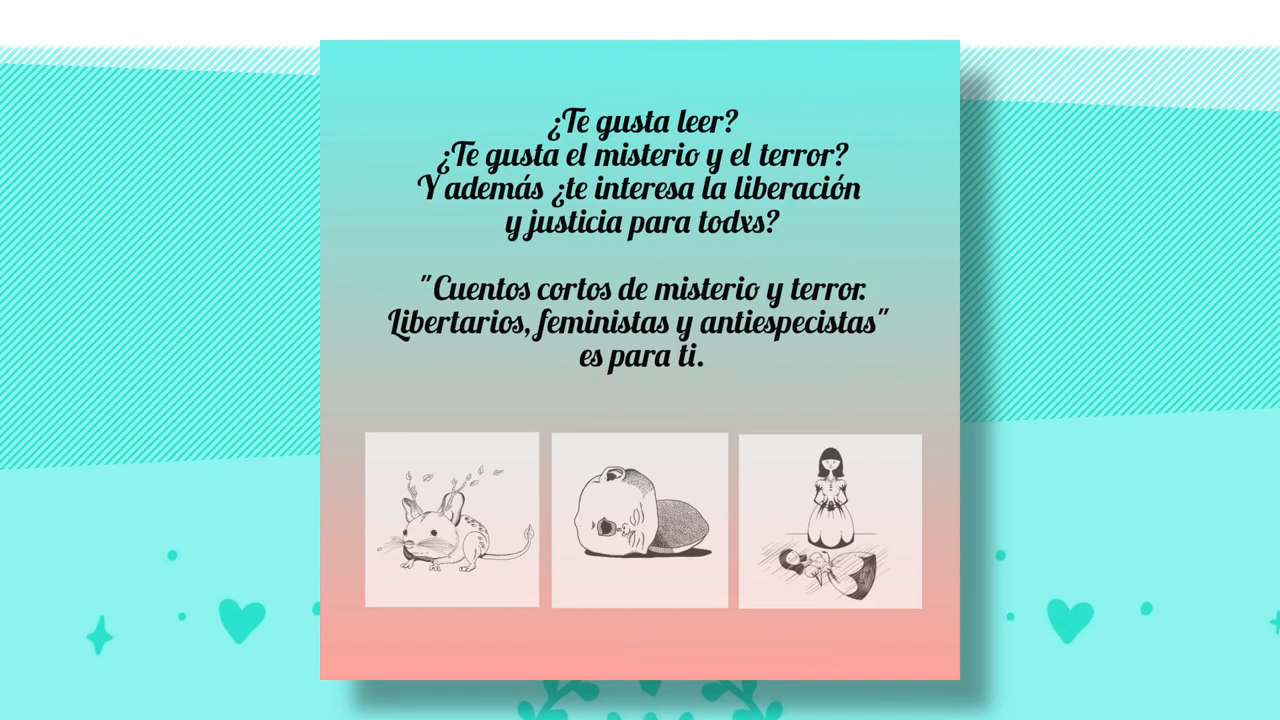 ¿Te gusta leer?
¿Te gusta el misterio y el terror?
Y además ¿te interesa la liberación
y justicia para todxs?
"Cuentos cortos de misterio y terror.
Libertarios, feministas y antiespecistas"
es para ti.